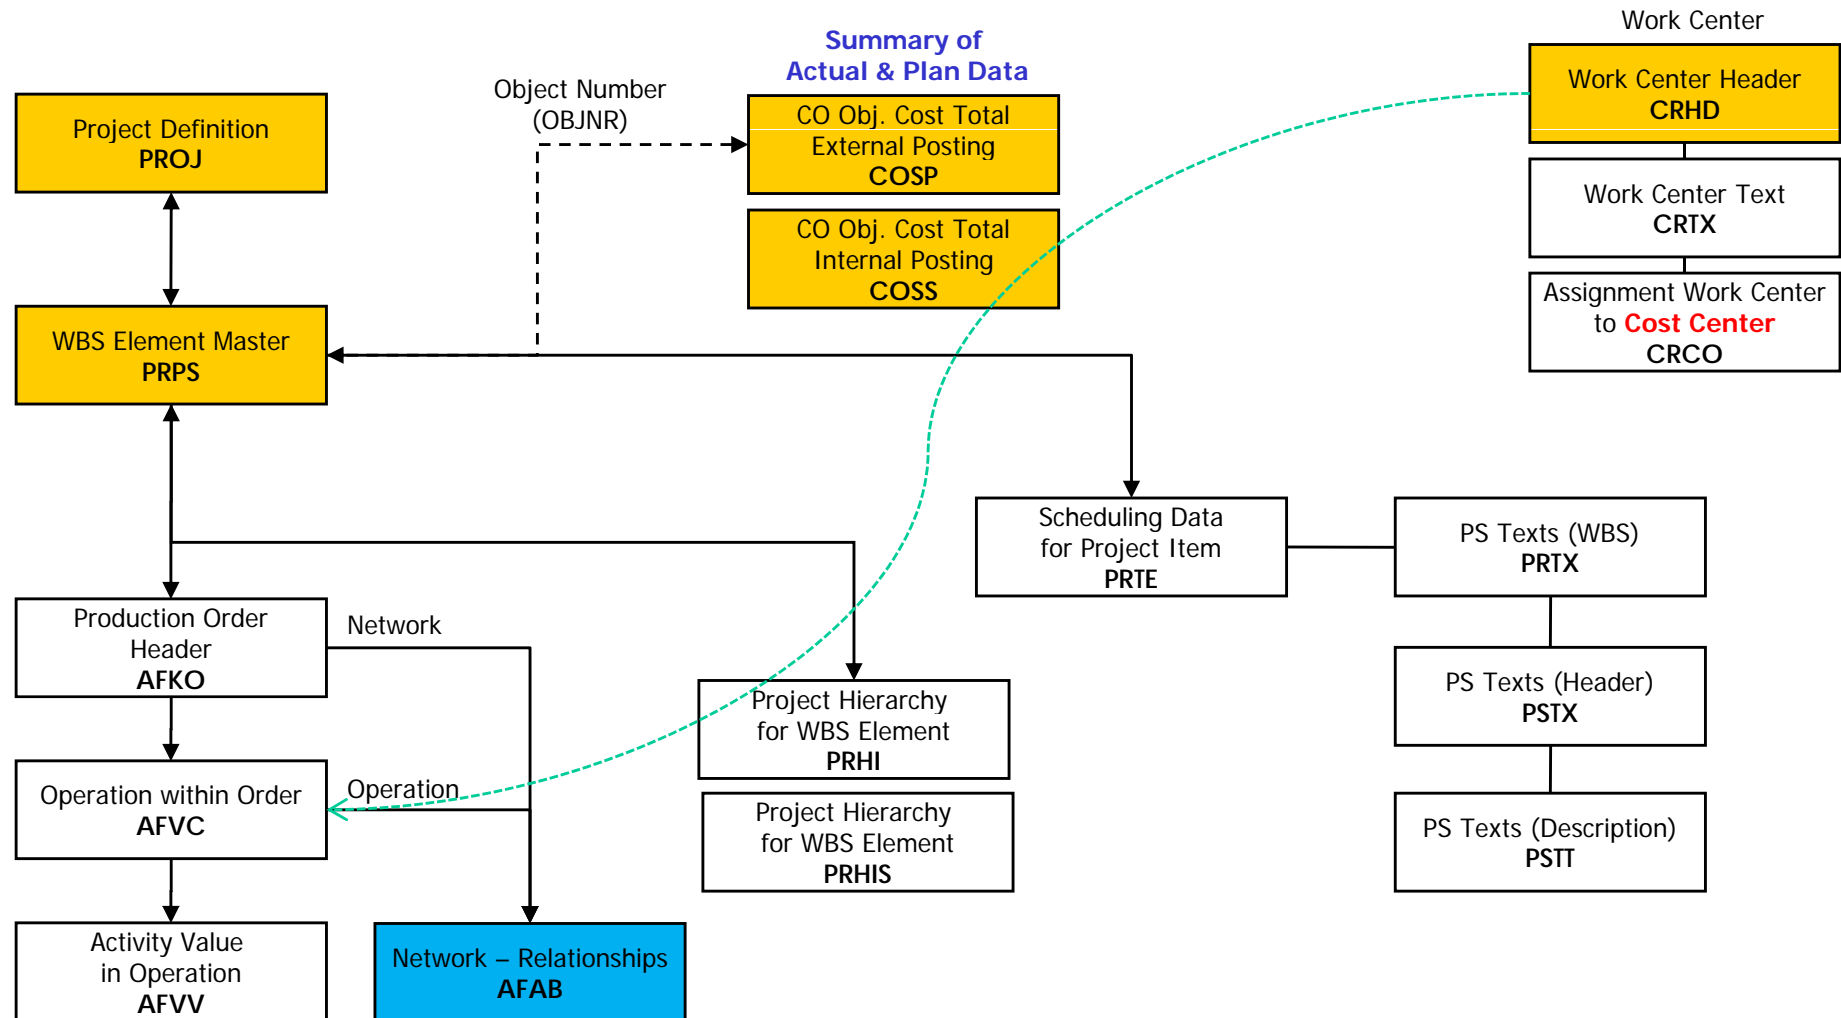 Work Center
Summary of
Actual & Plan Data
Object Number
(OBJNR)
Project Definition
PROJ
CO Obj. Cost Total
External Posting
COSP
Work Center Header
CRHD
CO Obj. Cost Total
Internal Posting
COSS
Work Center Text
CRTX
Assignment Work Center
to Cost Center
CRCO
WBS Element Master
PRPS
Scheduling Data
for Project Item
PRTE
PS Texts (WBS)
PRTX
Production Order
Header
AFKO
Network
Project Hierarchy
for WBS Element
PRHI
PS Texts (Header)
PSTX
Operation within Order
AFVC
Operation
Project Hierarchy
for WBS Element
PRHIS
PS Texts (Description)
PSTT
Activity Value
in Operation
AFVV
Network – Relationships
AFAB